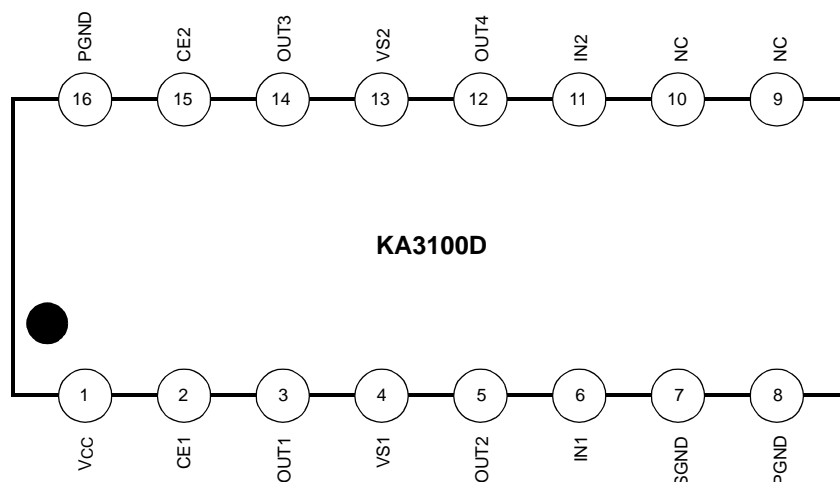 PGND CE2 OUT3 VS2 OUT4 IN2 NC NC
16 15 14 13 12 11 10 9
KA3100D
1 2 3 4 5 6 7 8
VCC CE1 OUT1 VS1 OUT2 IN1 SGND PGND